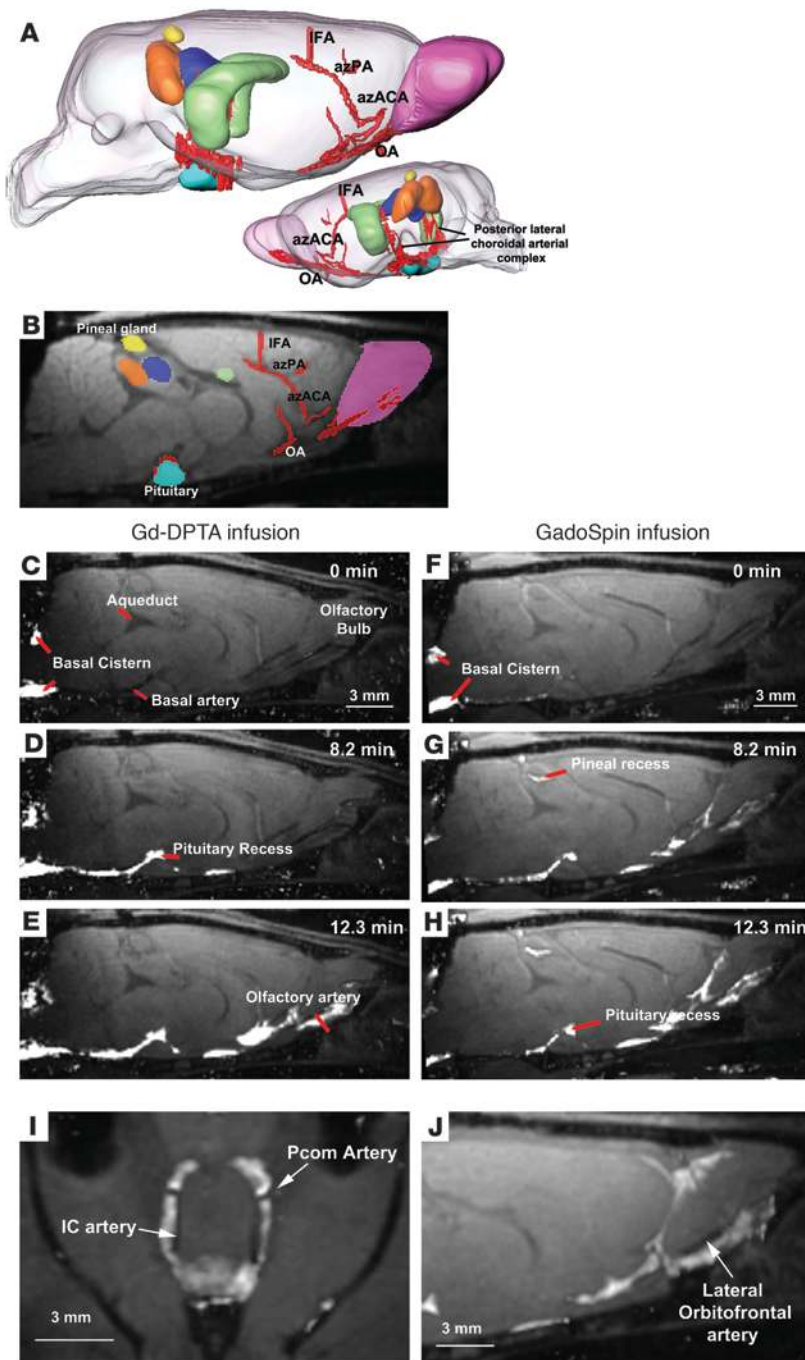 A
IFA
azPA
azACA
OA
IFA
azACA
OA
Posterior lateral
choroidal arterial
complex
B
Pineal gland
IFA
azPA
azACA
OA
Pituitary
Gd-DPTA infusion
GadoSpin infusion
C
0 min
Aqueduct
Olfactory
Bulb
Basal Cistern
Basal artery
3 mm
F
0 min
Basal Cistern
3 mm
D
8.2 min
Pituitary Recess
G
8.2 min
Pineal recess
E
12.3 min
Olfactory artery
H
12.3 min
Pituitary recess
I
Pcom Artery
IC artery
3 mm
J
Lateral
Orbitofrontal
artery
3 mm